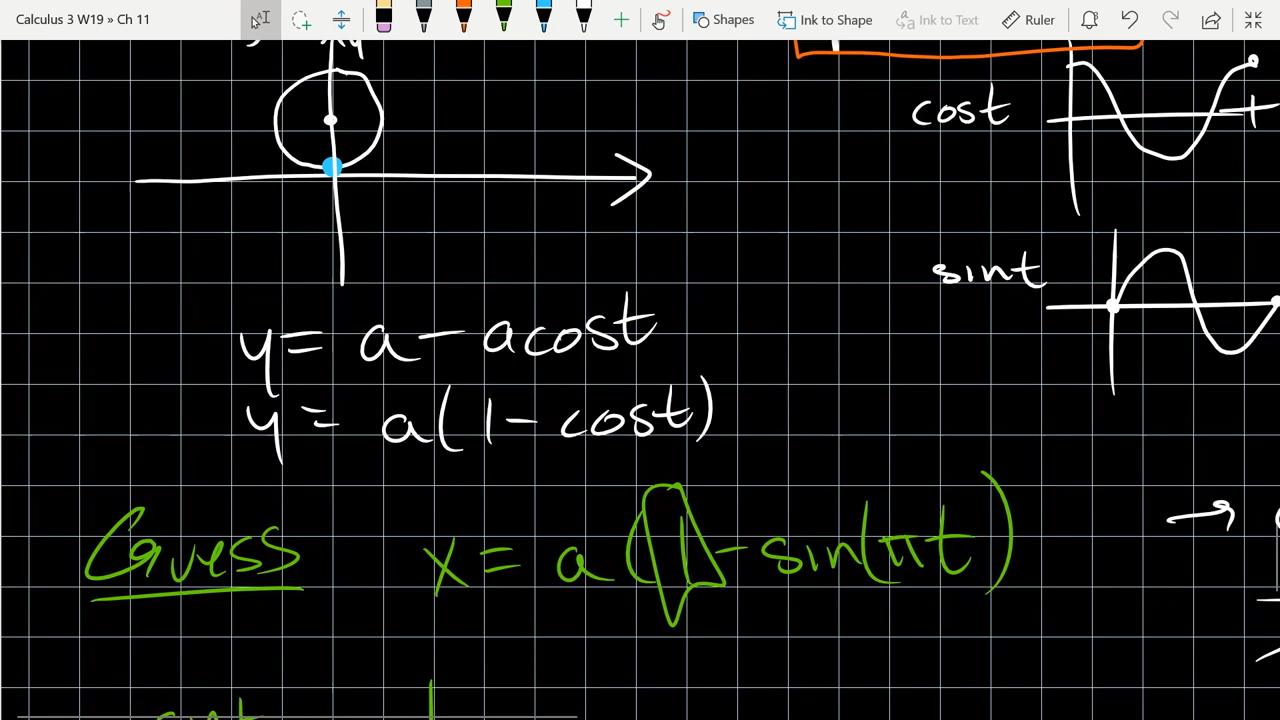 Calculus 3 W19 » Ch 11
Shapes
Ink to Shape
Ink to Text
Ruler
cost
sint
y = a - acost
y = a(1 - cost)
Guess x = a(1 - sin(πt))
sint